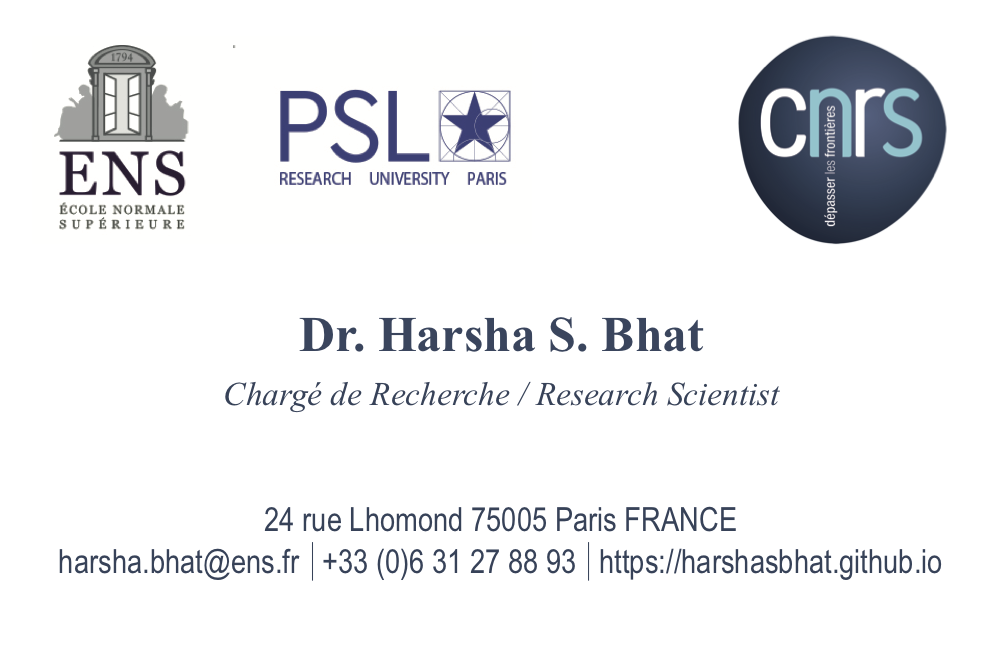 1794
ENS
ÉCOLE NORMALE
SUPÉRIEURE
PSL
RESEARCH UNIVERSITY PARIS
cnrs
dépasser les frontières
Dr. Harsha S. Bhat
Chargé de Recherche / Research Scientist
24 rue Lhomond 75005 Paris FRANCE
harsha.bhat@ens.fr | +33 (0)6 31 27 88 93 | https://harshasbhat.github.io